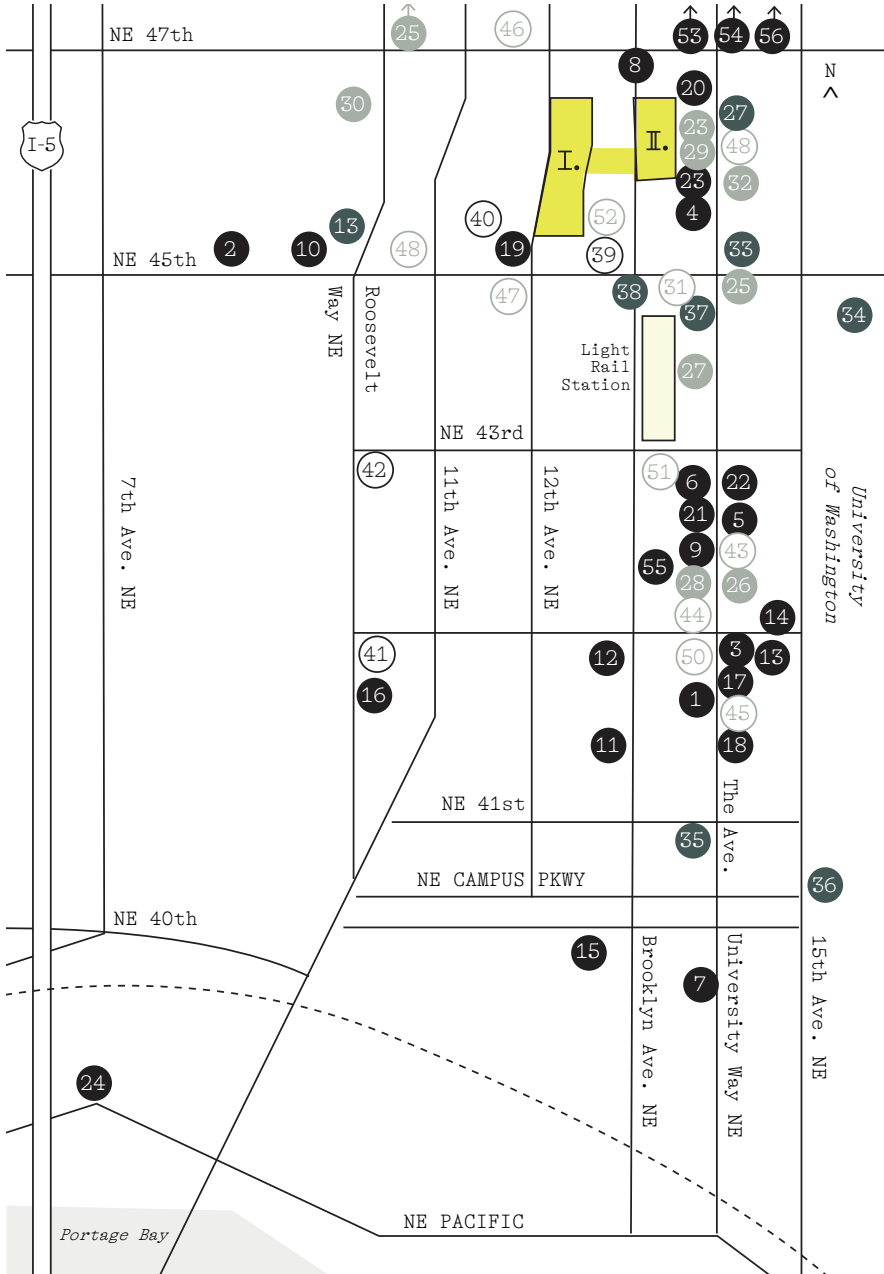 25
46
53
54
56
NE 47th
8
N
20
30
27
23
48
I-5
I.
II.
29
23
32
13
40
52
4
2
10
48
19
39
33
NE 45th
38
31
25
47
37
34
Roosevelt
Way NE
Light
Rail
Station
27
NE 43rd
42
51
6
22
21
5
7th Ave. NE
11th Ave. NE
12th Ave. NE
University
of Washington
9
43
55
28
26
44
14
41
12
50
3
13
17
16
1
45
11
18
The Ave.
NE 41st
35
NE CAMPUS PKWY
36
NE 40th
15
Brooklyn Ave. NE
7
University Way NE
15th Ave. NE
24
NE PACIFIC
Portage Bay